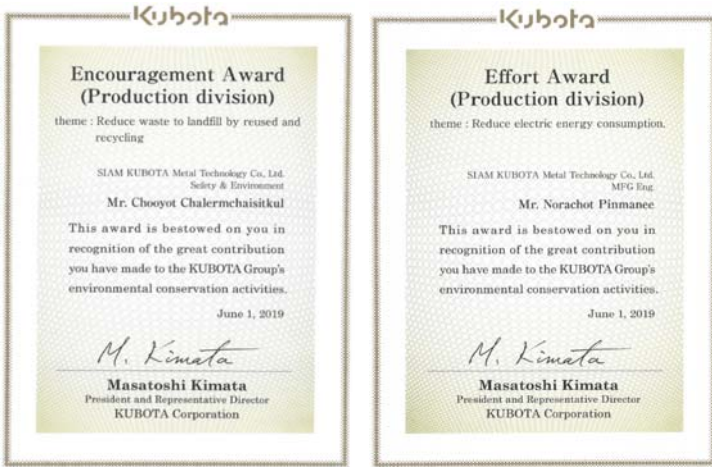 Kubota
Encouragement Award
(Production division)
theme : Reduce waste to landfill by reused and
recycling
SIAM KUBOTA Metal Technology Co., Ltd.
Sefety & Environment
Mr. Chooyot Chalermchaisitkul
This award is bestowed on you in
recognition of the great contribution
you have made to the KUBOTA Group's
environmental conservation activities.
June 1, 2019
M. Kimata
Masatoshi Kimata
President and Representative Director
KUBOTA Corporation
Kubota
Effort Award
(Production division)
theme : Reduce electric energy consumption.
SIAM KUBOTA Metal Technology Co., Ltd.
MFG Eng.
Mr. Norachot Pinmanee
This award is bestowed on you in
recognition of the great contribution
you have made to the KUBOTA Group's
environmental conservation activities.
June 1, 2019
M. Kimata
Masatoshi Kimata
President and Representative Director
KUBOTA Corporation